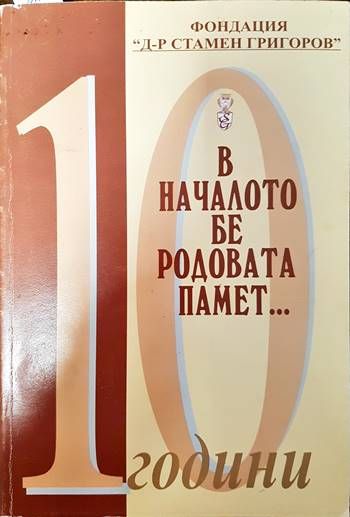 ФОНДАЦИЯ
"Д-Р СТАМЕН ГРИГОРОВ"
10
В
НАЧАЛОТО
БЕ
РОДОВАТА
ПАМЕТ...
години